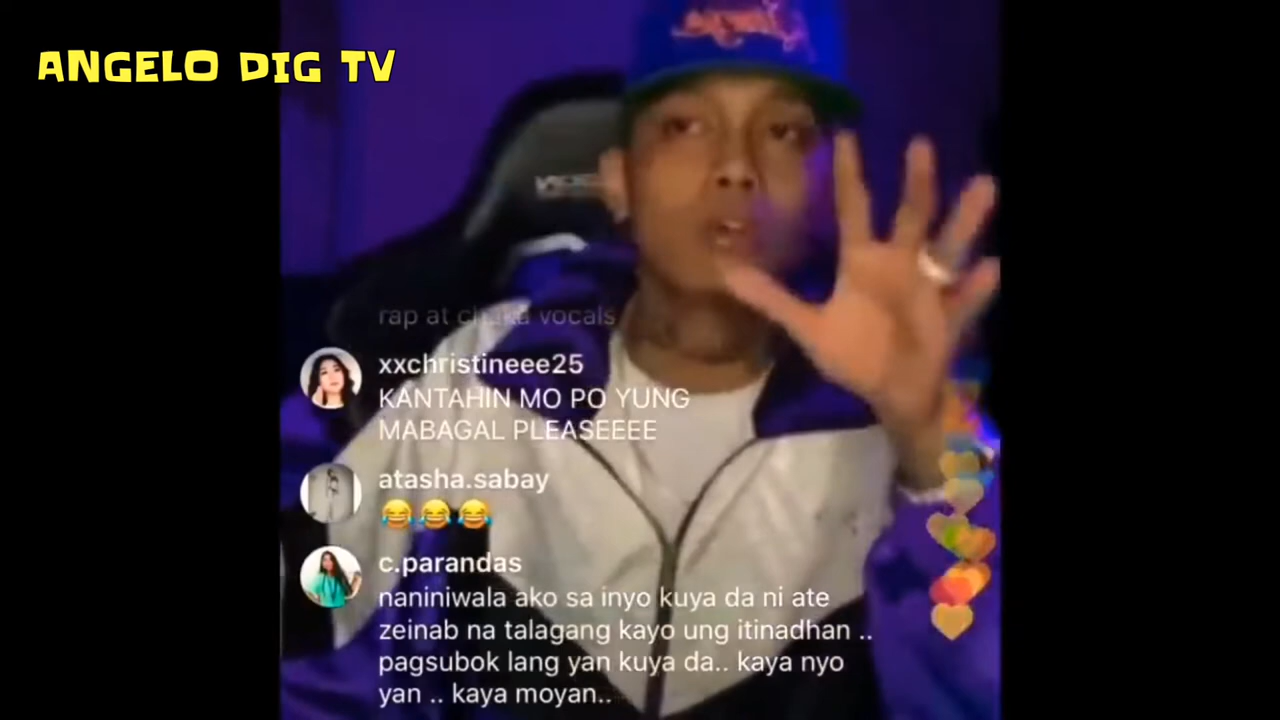 ANGELO DIG TV
rap at chaka vocals
xxchristineee25
KANTAHIN MO PO YUNG
MABAGAL PLEASEEEE
atasha.sabay
😂😂😂
c.parandas
naniniwala ako sa inyo kuya da ni ate
zeinab na talagang kayo ung itinadhan ..
pagsubok lang yan kuya da.. kaya nyo
yan .. kaya moyan..